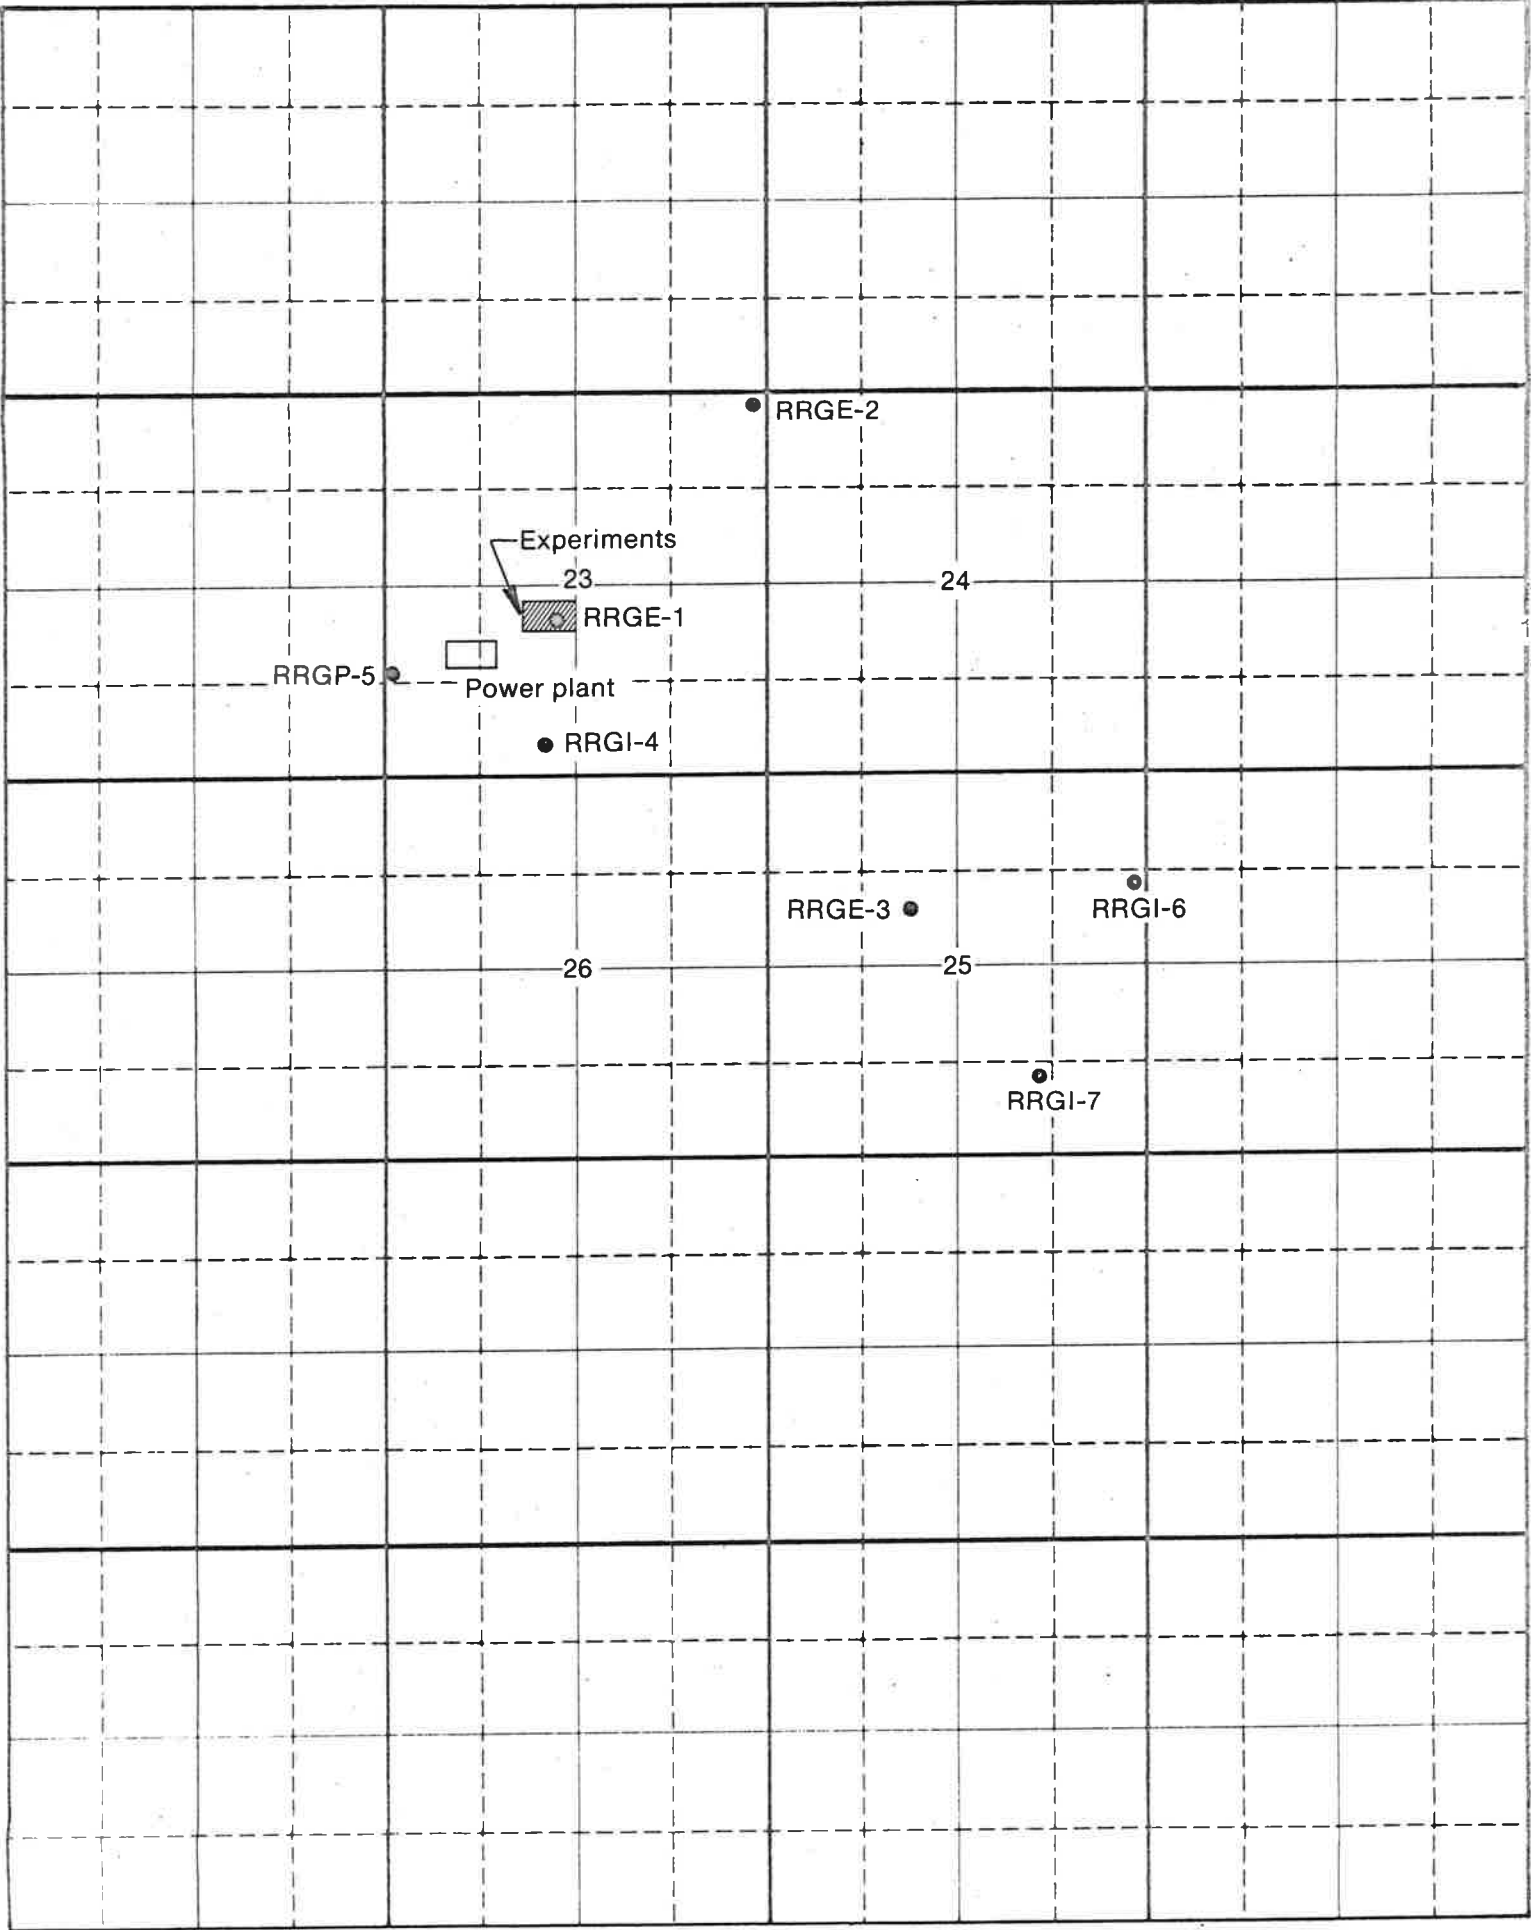 RRGE-2
Experiments
23
24
RRGE-1
RRGP-5
Power plant
RRGI-4
RRGE-3
RRGI-6
26
25
RRGI-7